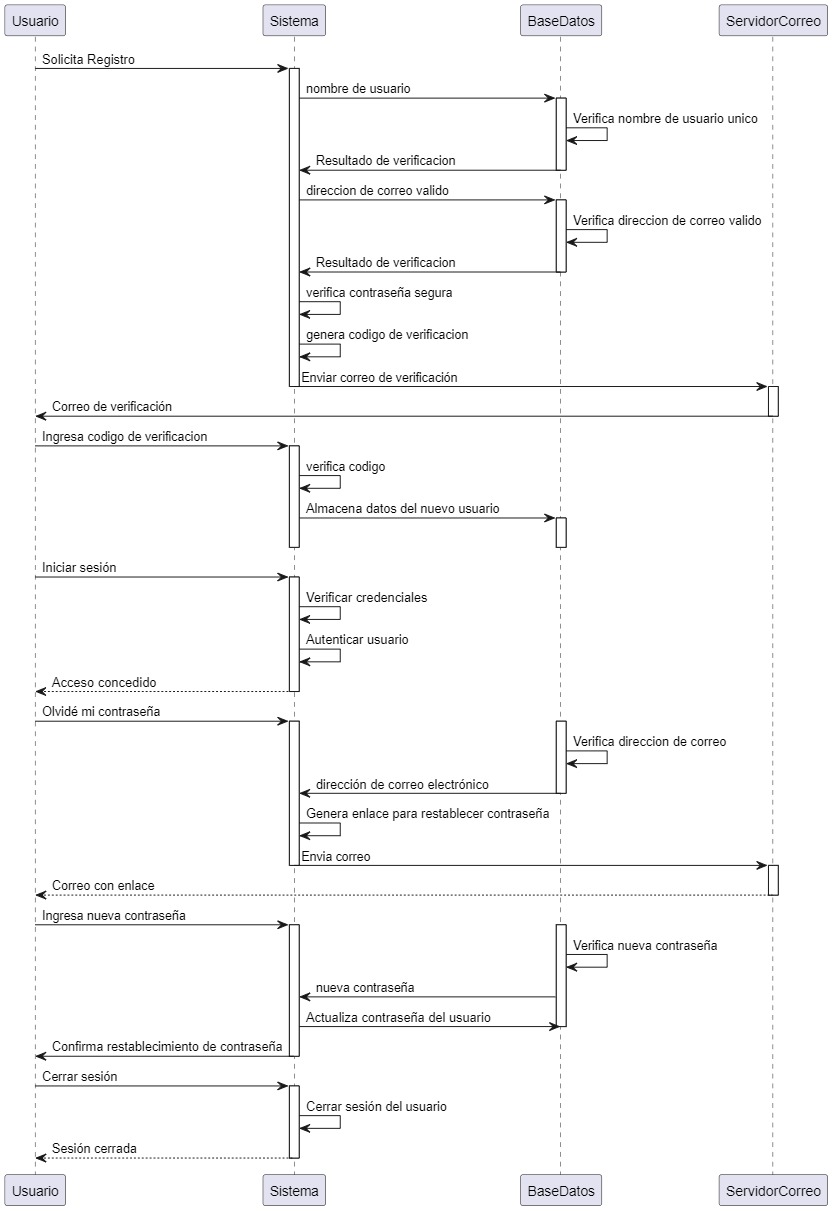 Usuario
Sistema
BaseDatos
ServidorCorreo
Solicita Registro
nombre de usuario
Verifica nombre de usuario unico
Resultado de verificacion
direccion de correo valido
Verifica direccion de correo valido
Resultado de verificacion
verifica contraseña segura
genera codigo de verificacion
Enviar correo de verificación
Correo de verificación
Ingresa codigo de verificacion
verifica codigo
Almacena datos del nuevo usuario
Iniciar sesión
Verificar credenciales
Autenticar usuario
Acceso concedido
Olvidé mi contraseña
Verifica direccion de correo
dirección de correo electrónico
Genera enlace para restablecer contraseña
Envia correo
Correo con enlace
Ingresa nueva contraseña
Verifica nueva contraseña
nueva contraseña
Actualiza contraseña del usuario
Confirma restablecimiento de contraseña
Cerrar sesión
Cerrar sesión del usuario
Sesión cerrada
Usuario
Sistema
BaseDatos
ServidorCorreo